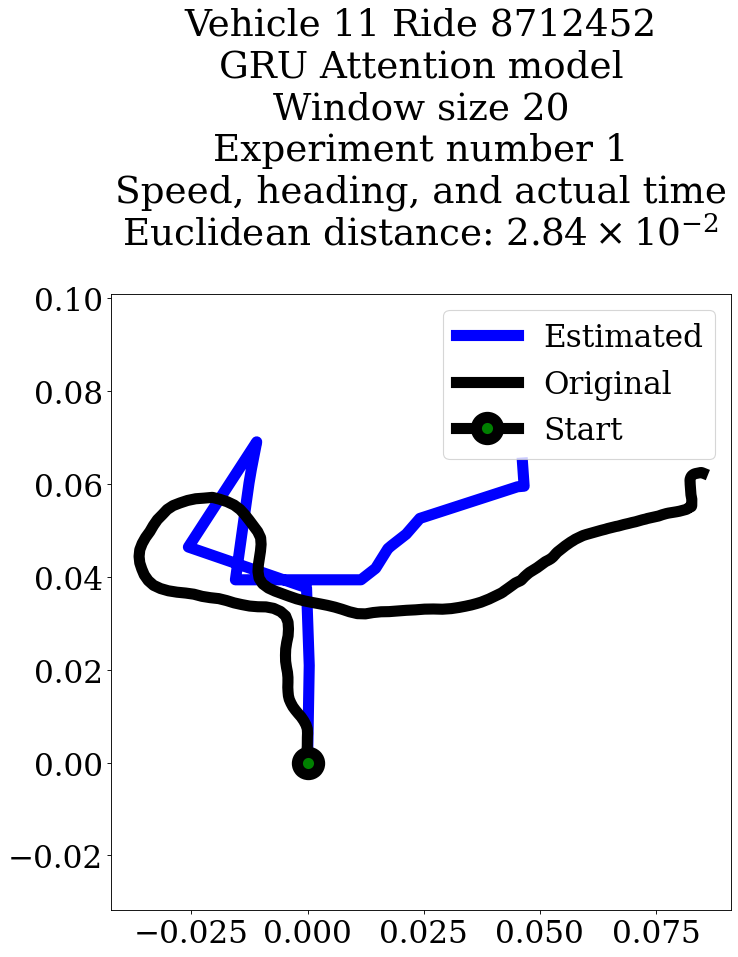 Vehicle 11 Ride 8712452
GRU Attention model
Window size 20
Experiment number 1
Speed, heading, and actual time
Euclidean distance: 2.84 × 10⁻²
Estimated
Original
Start
0.10
0.08
0.06
0.04
0.02
0.00
−0.02
−0.025 0.000 0.025 0.050 0.075